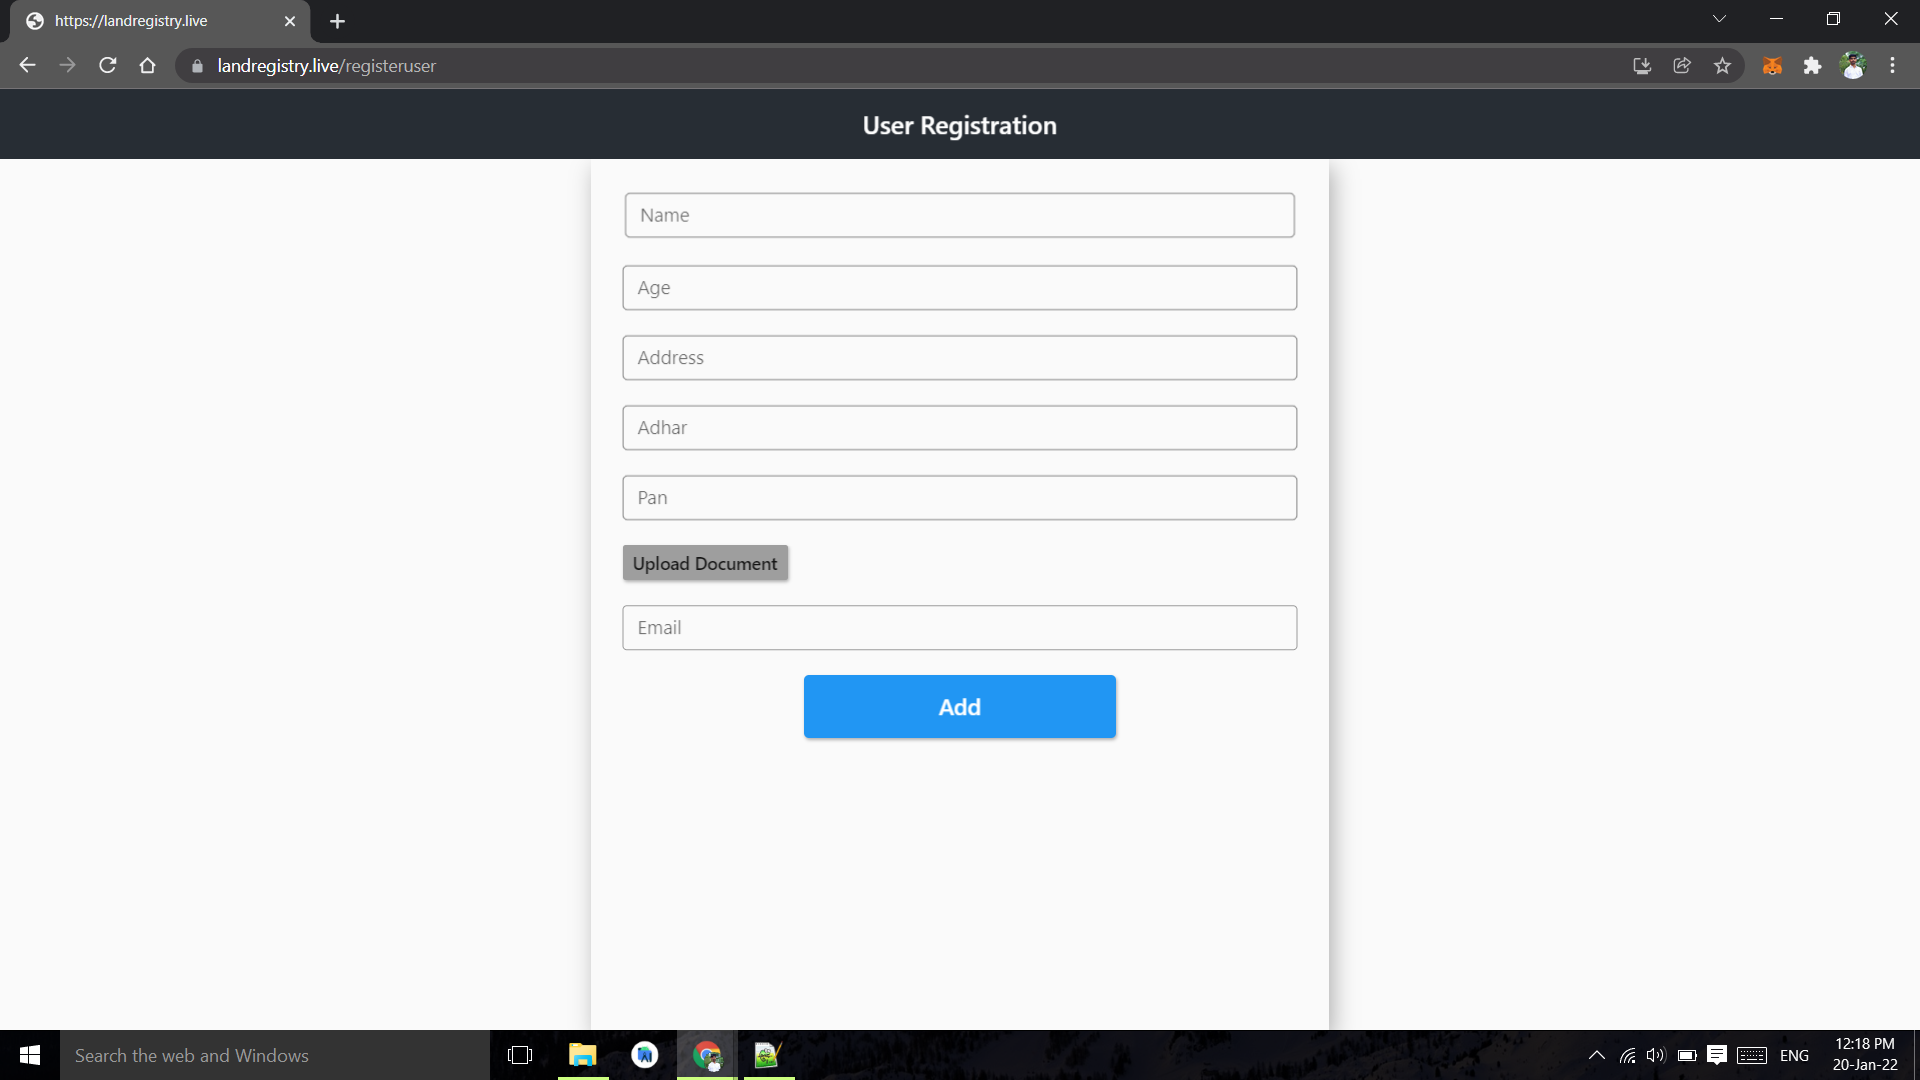 https://landregistry.live
landregistry.live/registeruser
User Registration
Name
Age
Address
Adhar
Pan
Upload Document
Email
Add
Search the web and Windows
ENG
12:18 PM
20-Jan-22